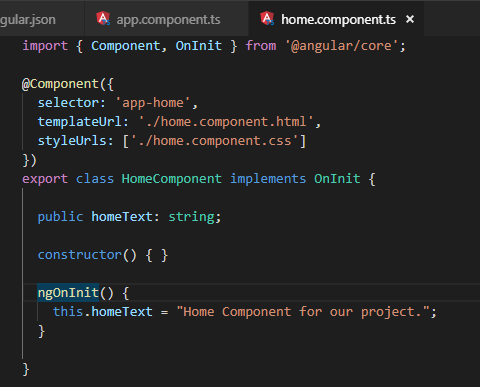 gular.json app.component.ts home.component.ts ×
import { Component, OnInit } from '@angular/core';
@Component({
  selector: 'app-home',
  templateUrl: './home.component.html',
  styleUrls: ['./home.component.css']
})
export class HomeComponent implements OnInit {
  public homeText: string;
  constructor() { }
  ngOnInit() {
    this.homeText = "Home Component for our project.";
  }
}